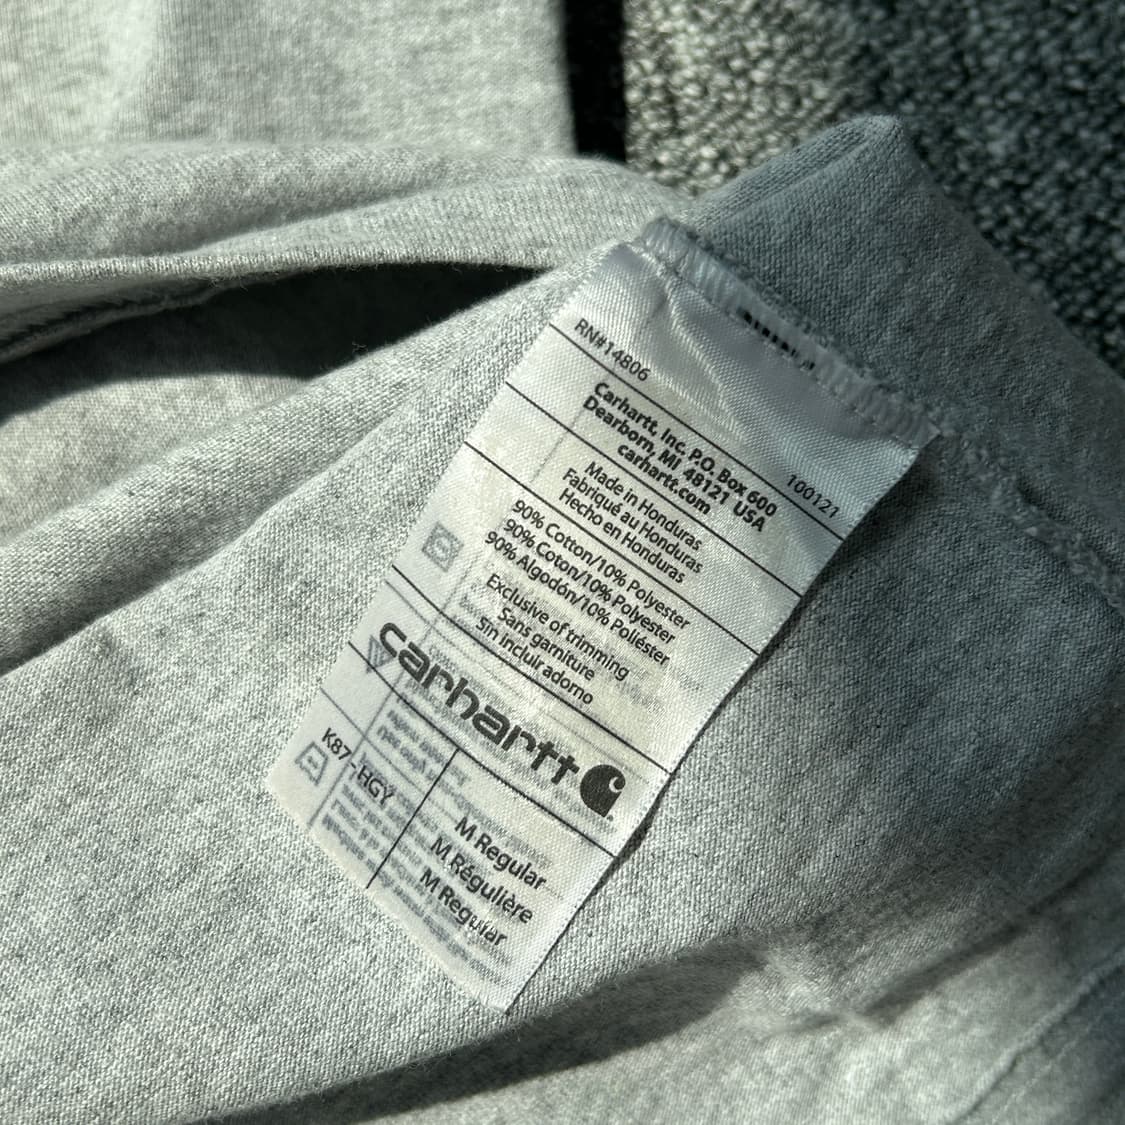 RN#14806
100121
Carhartt, Inc. P.O. Box 600
Dearborn, MI 48121 USA
carhartt.com
Made in Honduras
Fabriqué au Honduras
Hecho en Honduras
90% Cotton/10% Polyester
90% Coton/10% Polyester
90% Algodón/10% Poliéster
Exclusive of trimming
Sans garniture
Sin incluir adorno
carhartt
K87-HGY
M Regular
M Régulière
M Regular